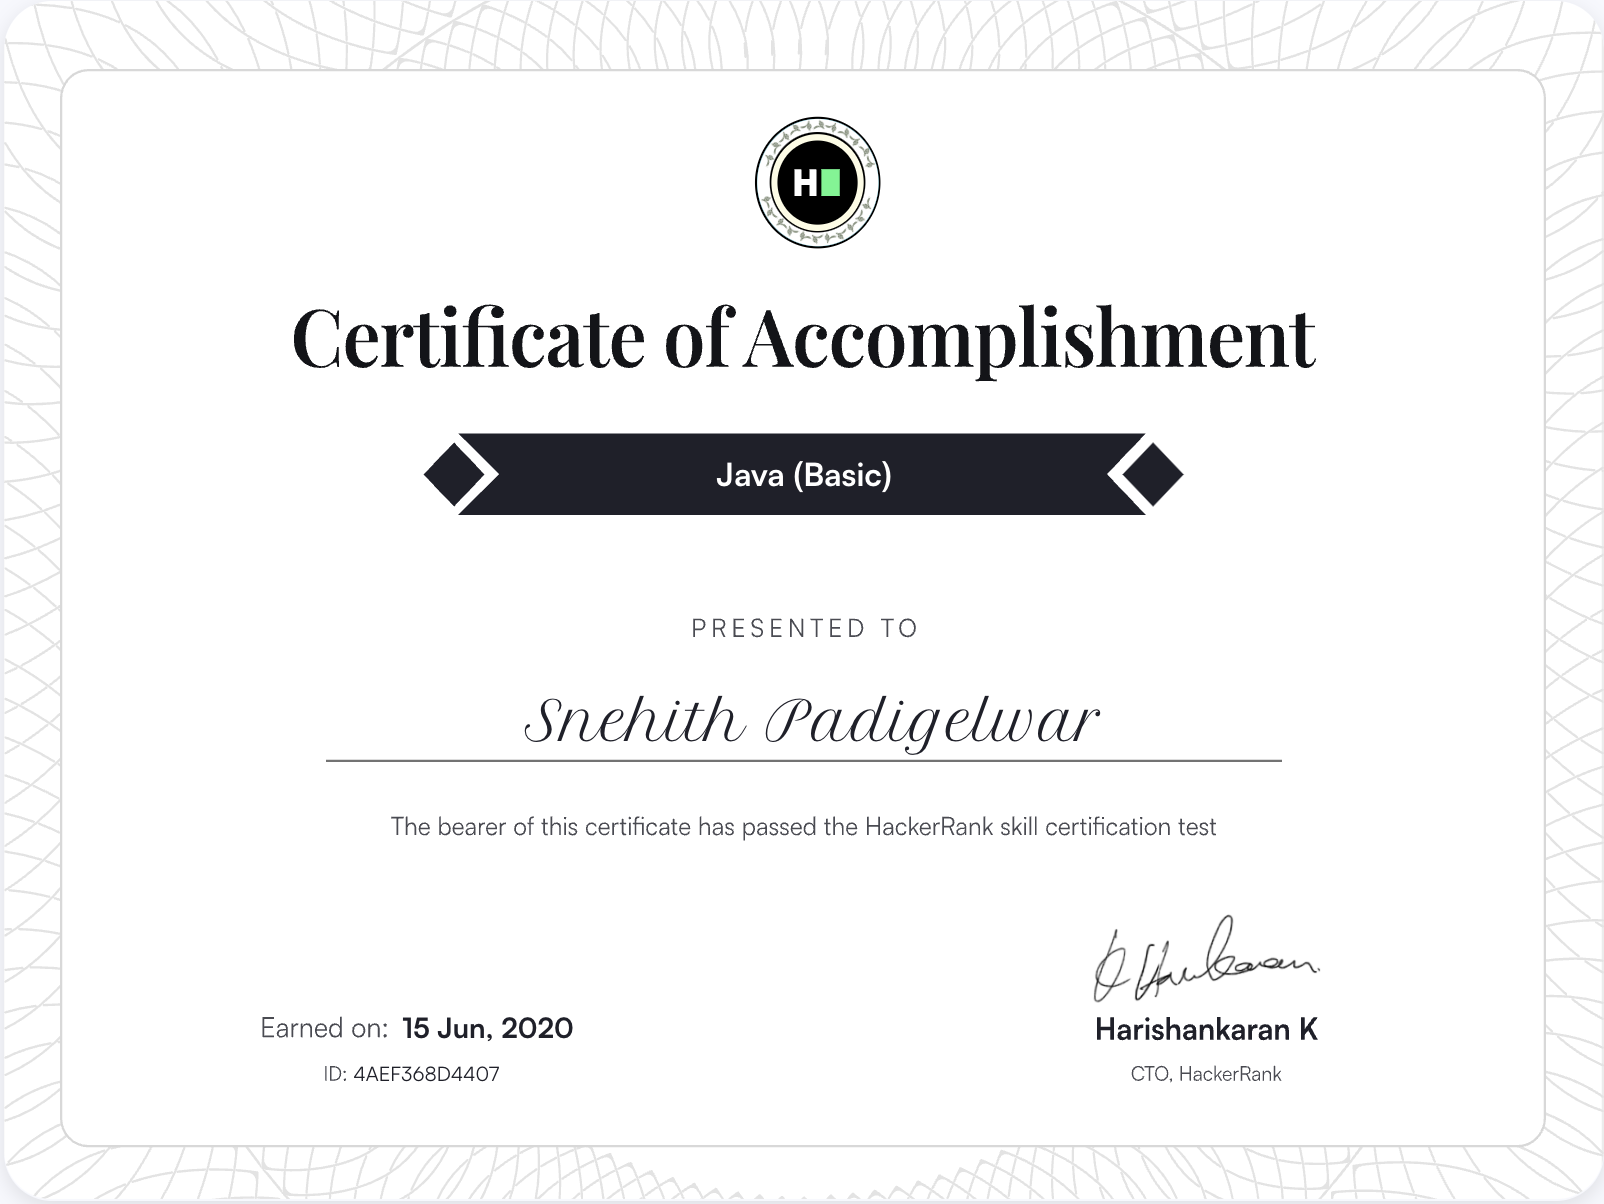 H
Certificate of Accomplishment
Java (Basic)
PRESENTED TO
Snehith Padigelwar
The bearer of this certificate has passed the HackerRank skill certification test
Earned on: 15 Jun, 2020
ID: 4AEF368D4407
Harishankaran K
CTO, HackerRank